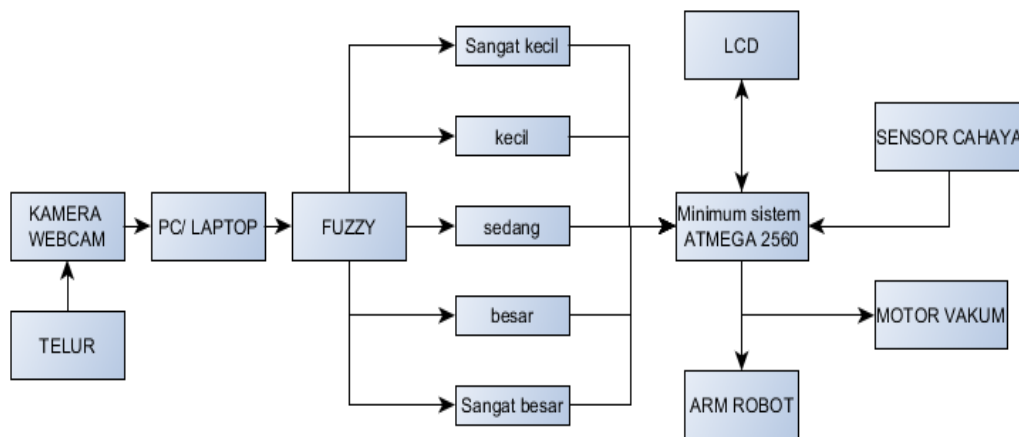 Sangat kecil
LCD
kecil
SENSOR CAHAYA
KAMERA
WEBCAM
PC/ LAPTOP
FUZZY
sedang
Minimum sistem
ATMEGA 2560
TELUR
besar
MOTOR VAKUM
Sangat besar
ARM ROBOT